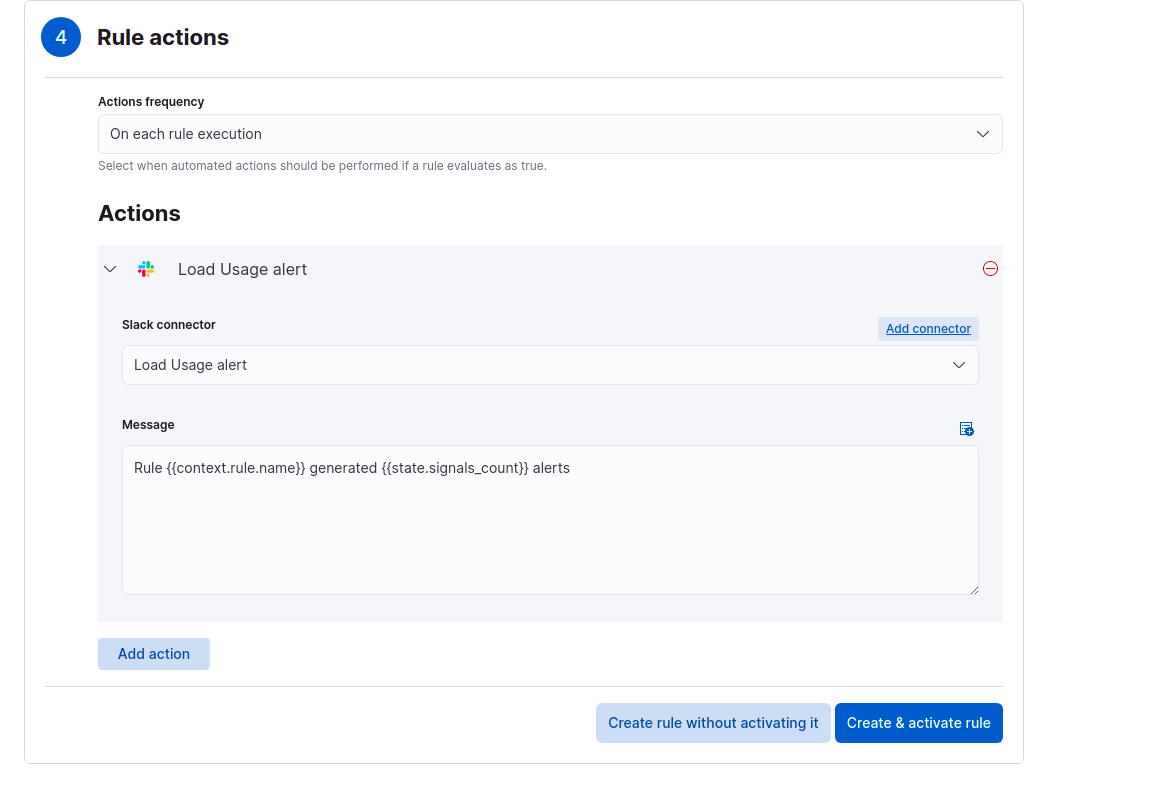 4
Rule actions
Actions frequency
On each rule execution
Select when automated actions should be performed if a rule evaluates as true.
Actions
Load Usage alert
Slack connector
Add connector
Load Usage alert
Message
Rule {{context.rule.name}} generated {{state.signals_count}} alerts
Add action
Create rule without activating it
Create & activate rule